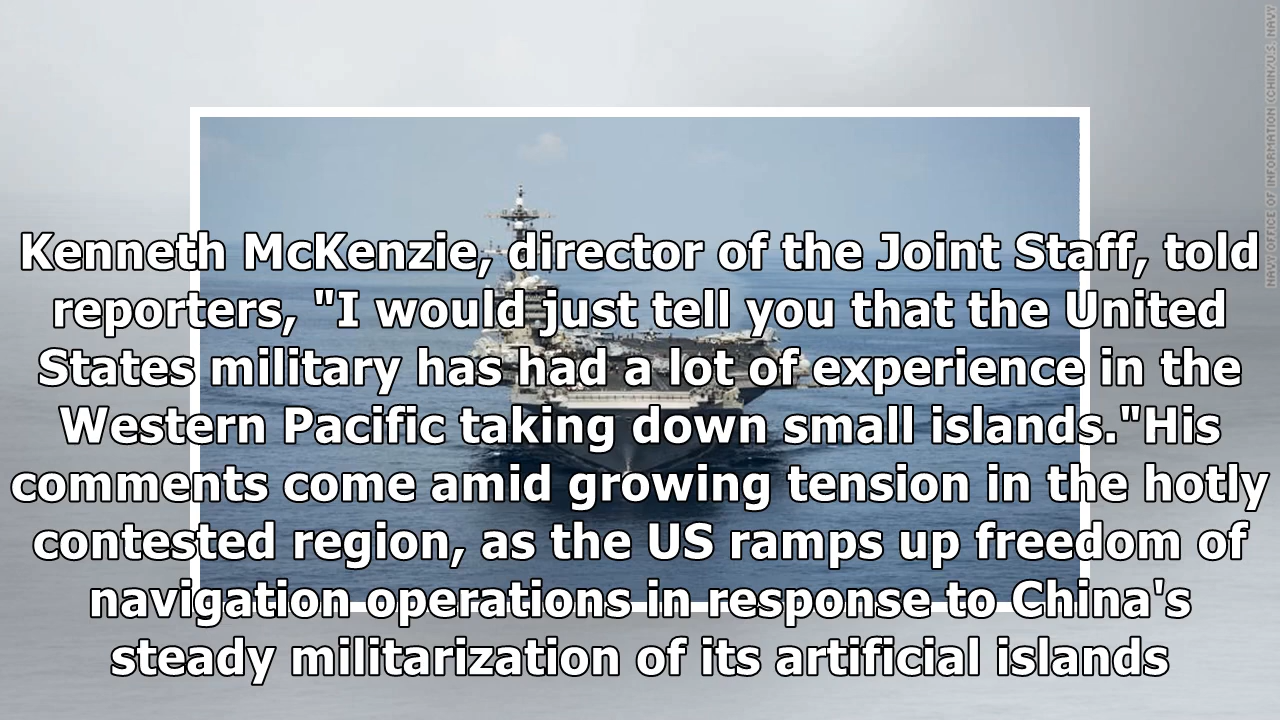 Kenneth McKenzie, director of the Joint Staff, told
reporters, "I would just tell you that the United
States military has had a lot of experience in the
Western Pacific taking down small islands."His
comments come amid growing tension in the hotly
contested region, as the US ramps up freedom of
navigation operations in response to China's
steady militarization of its artificial islands
NAVY OFFICE OF INFORMATION (CHIN/U.S. NAVY